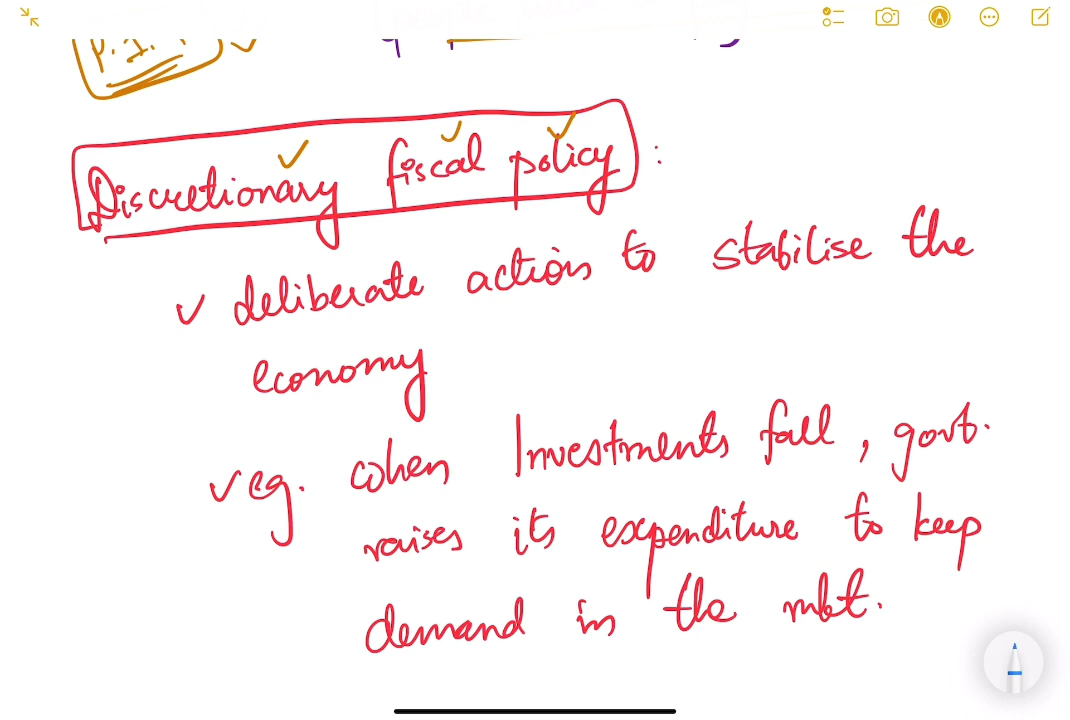 P. I.
Discretionary fiscal policy :
deliberate actions to stabilise the
economy
eg. when Investments fall, govt.
raises its expenditure to keep
demand in the mkt.